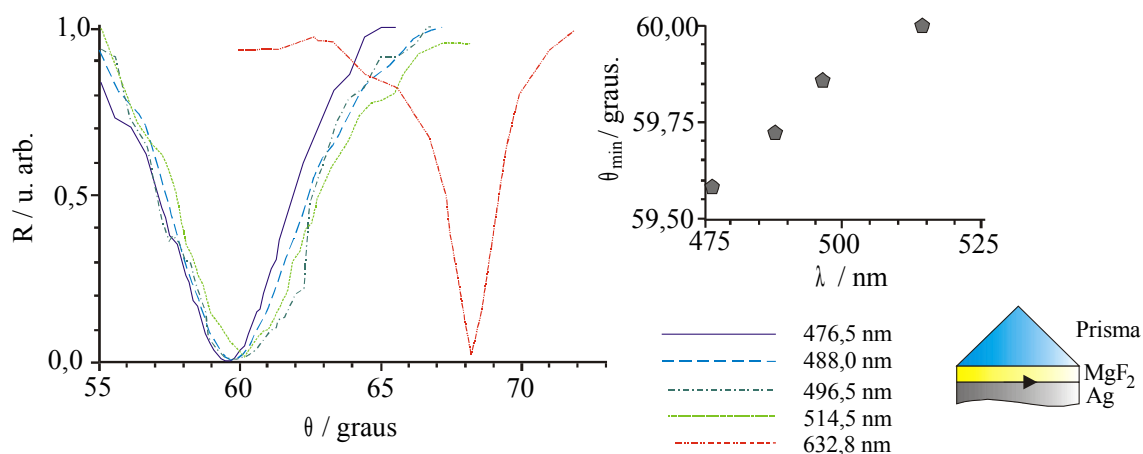 R / u. arb.
1,0
0,5
0,0
55
60
65
70
θ / graus
θmin / graus.
60,00
59,75
59,50
475
500
525
λ / nm
476,5 nm
488,0 nm
496,5 nm
514,5 nm
632,8 nm
Prisma
MgF2
Ag